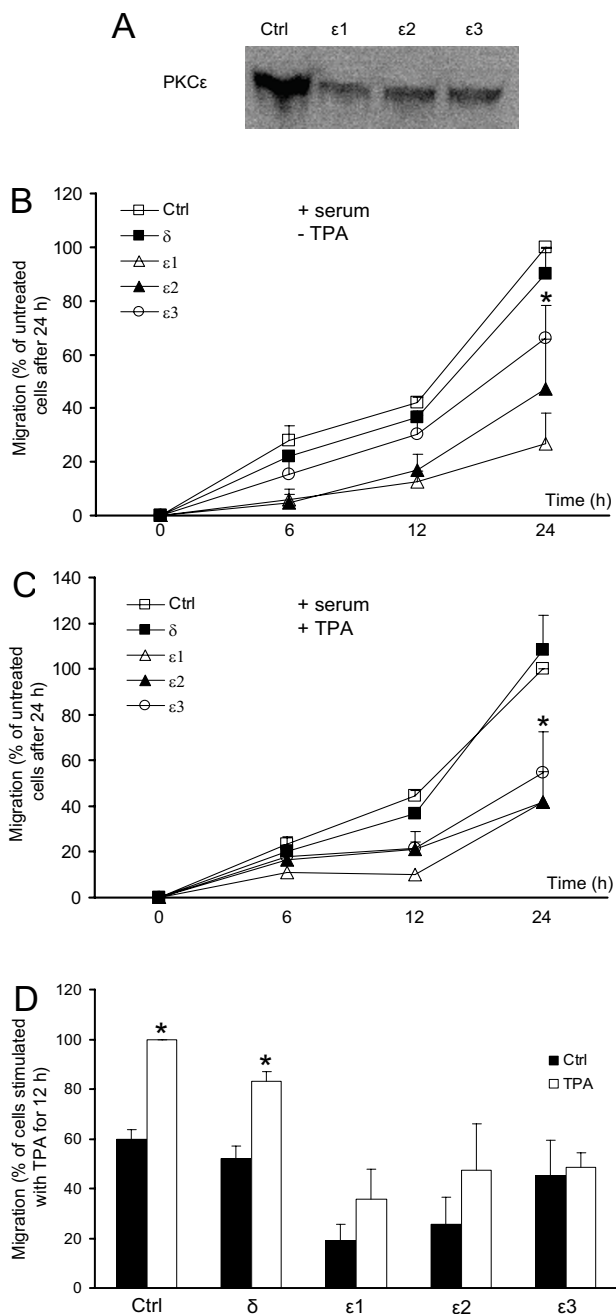 A
Ctrl ε1 ε2 ε3
PKCε
B
Migration (% of untreated
cells after 24 h)
120
100
80
60
40
20
0
Ctrl
δ
ε1
ε2
ε3
+ serum
- TPA
*
Time (h)
0 6 12 24
C
Migration (% of untreated
cells after 24 h)
140
120
100
80
60
40
20
0
Ctrl
δ
ε1
ε2
ε3
+ serum
+ TPA
*
Time (h)
0 6 12 24
D
Migration (% of cells stimulated
with TPA for 12 h)
120
100
80
60
40
20
0
* *
Ctrl
TPA
Ctrl δ ε1 ε2 ε3